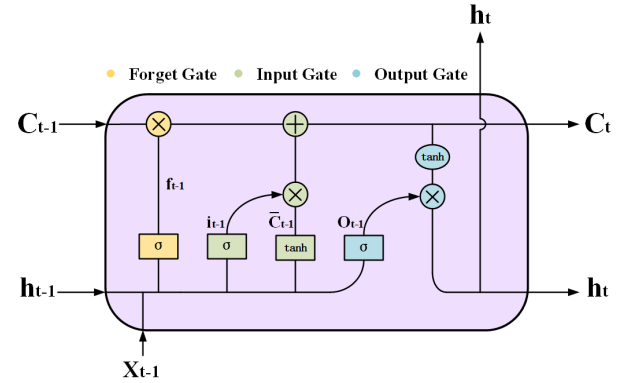 ht
Forget Gate Input Gate Output Gate
Ct-1 Ct
tanh
ft-1
it-1 C̅t-1 Ot-1
σ σ tanh σ
ht-1 ht
Xt-1